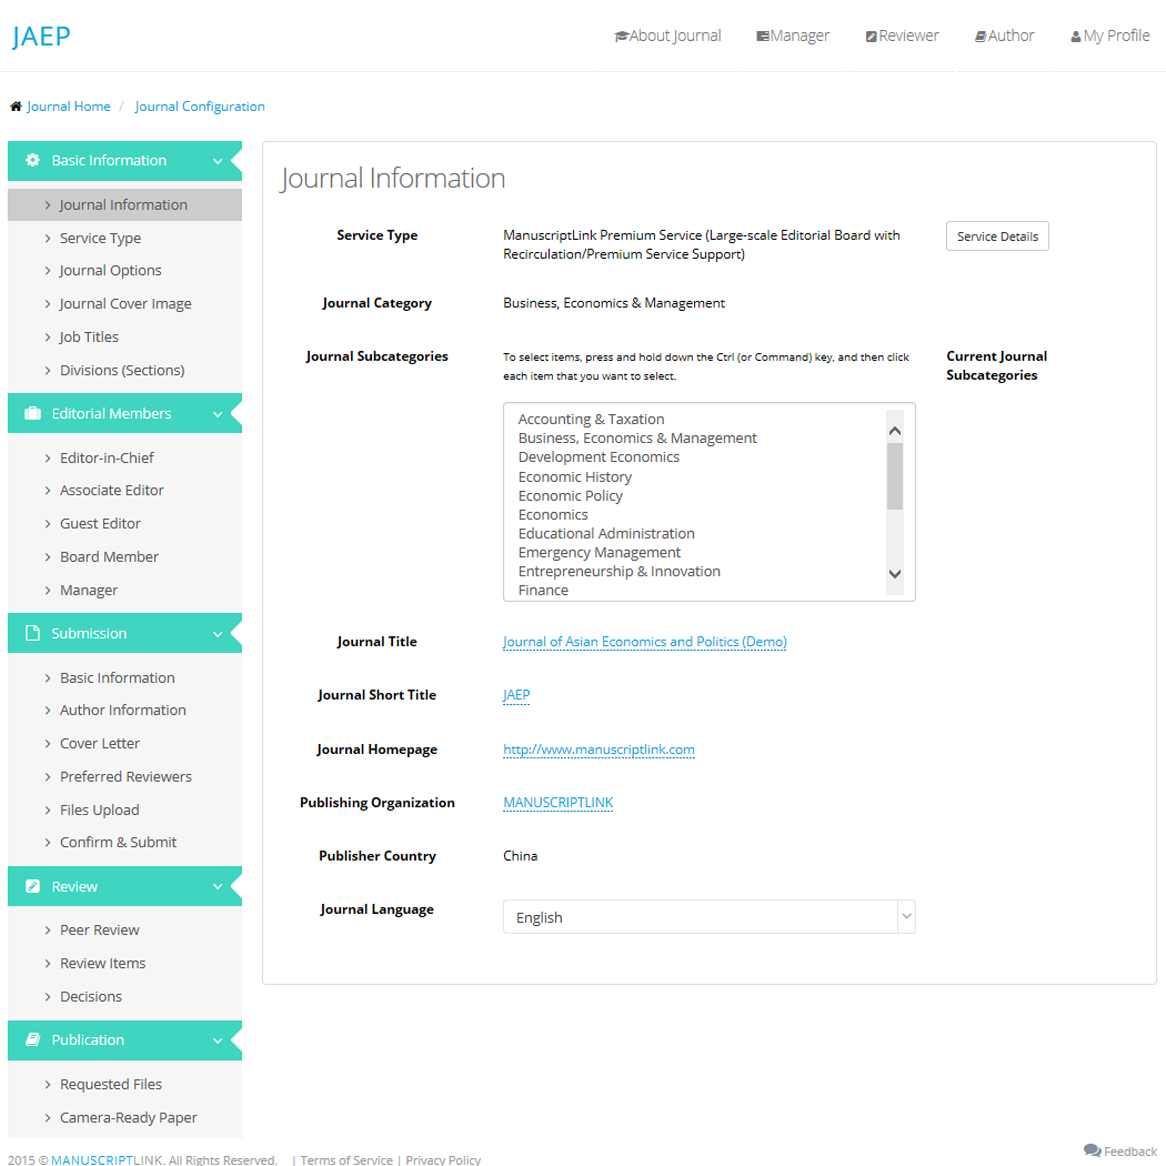 JAEP
About Journal
Manager
Reviewer
Author
My Profile
Journal Home / Journal Configuration
Basic Information
Journal Information
Service Type
Journal Options
Journal Cover Image
Job Titles
Divisions (Sections)
Editorial Members
Editor-in-Chief
Associate Editor
Guest Editor
Board Member
Manager
Submission
Basic Information
Author Information
Cover Letter
Preferred Reviewers
Files Upload
Confirm & Submit
Review
Peer Review
Review Items
Decisions
Publication
Requested Files
Camera-Ready Paper
Journal Information
Service Type
ManuscriptLink Premium Service (Large-scale Editorial Board with
Recirculation/Premium Service Support)
Service Details
Journal Category
Business, Economics & Management
Journal Subcategories
To select items, press and hold down the Ctrl (or Command) key, and then click
each item that you want to select.
Current Journal
Subcategories
Accounting & Taxation
Business, Economics & Management
Development Economics
Economic History
Economic Policy
Economics
Educational Administration
Emergency Management
Entrepreneurship & Innovation
Finance
Journal Title
Journal of Asian Economics and Politics (Demo)
Journal Short Title
JAEP
Journal Homepage
http://www.manuscriptlink.com
Publishing Organization
MANUSCRIPTLINK
Publisher Country
China
Journal Language
English
2015 © MANUSCRIPTLINK. All Rights Reserved. | Terms of Service | Privacy Policy
Feedback